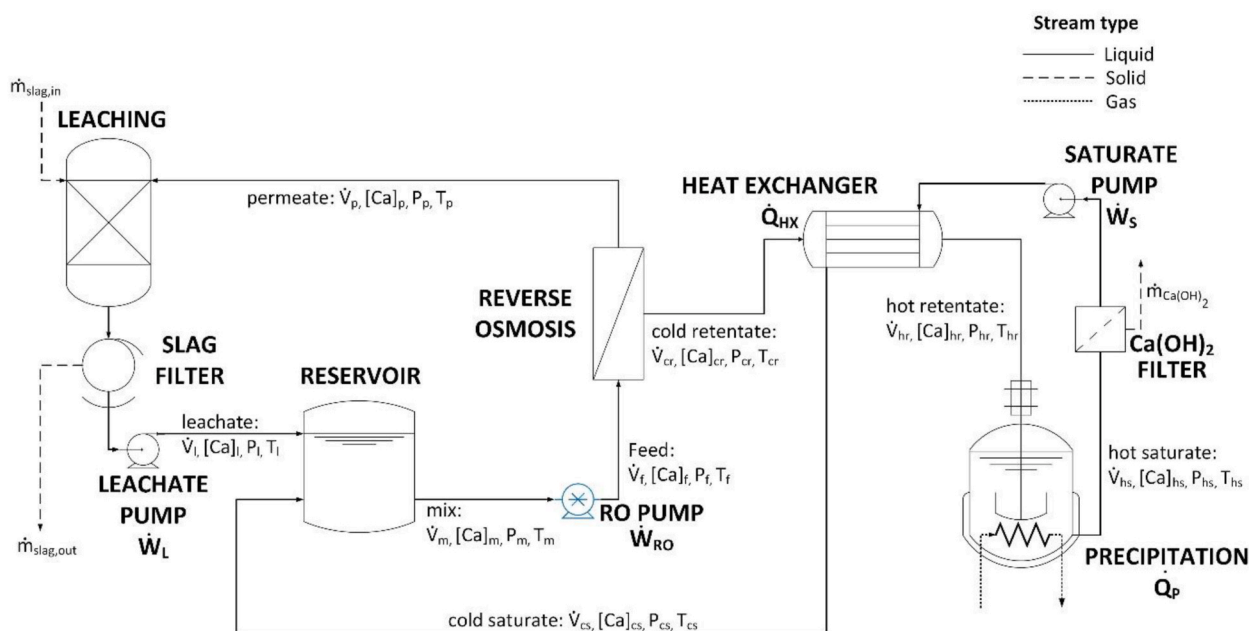 Stream type
Liquid
Solid
Gas
ṁslag,in
LEACHING
permeate: V̇p, [Ca]p, Pp, Tp
HEAT EXCHANGER
Q̇HX
SATURATE
PUMP
ẆS
REVERSE
OSMOSIS
cold retentate:
V̇cr, [Ca]cr, Pcr, Tcr
hot retentate:
V̇hr, [Ca]hr, Phr, Thr
ṁCa(OH)2
Ca(OH)2
FILTER
SLAG
FILTER
RESERVOIR
leachate:
V̇l, [Ca]l, Pl, Tl
LEACHATE
PUMP
ẆL
ṁslag,out
Feed:
V̇f, [Ca]f, Pf, Tf
mix:
V̇m, [Ca]m, Pm, Tm
RO PUMP
ẆRO
hot saturate:
V̇hs, [Ca]hs, Phs, Ths
PRECIPITATION
Q̇P
cold saturate: V̇cs, [Ca]cs, Pcs, Tcs